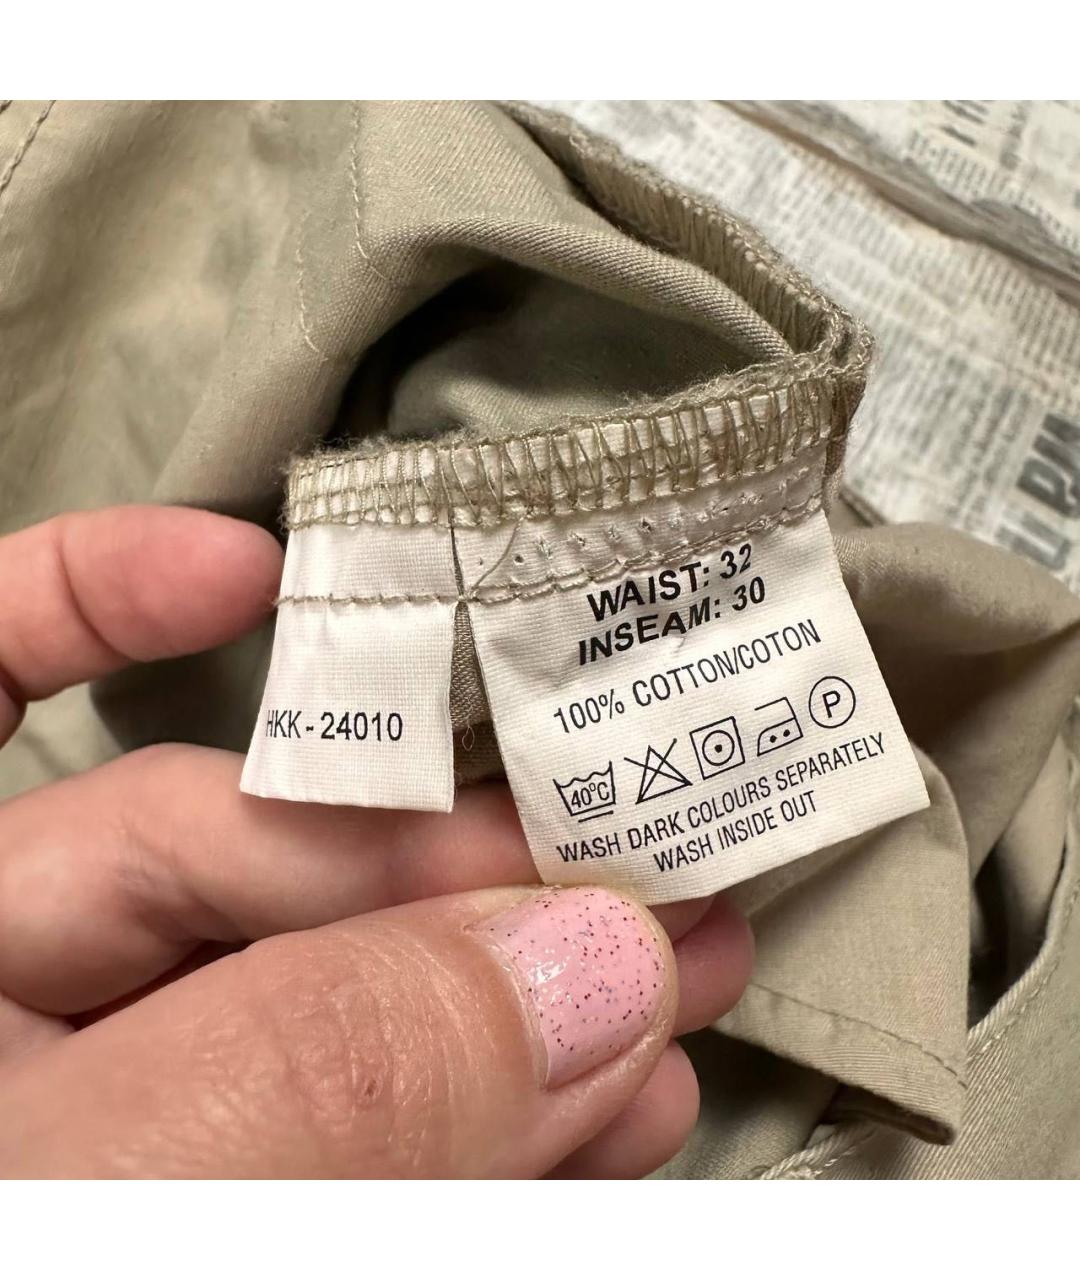 WAIST: 32
INSEAM: 30
100% COTTON/COTON
40°C
P
WASH DARK COLOURS SEPARATELY
WASH INSIDE OUT
HKK - 24010